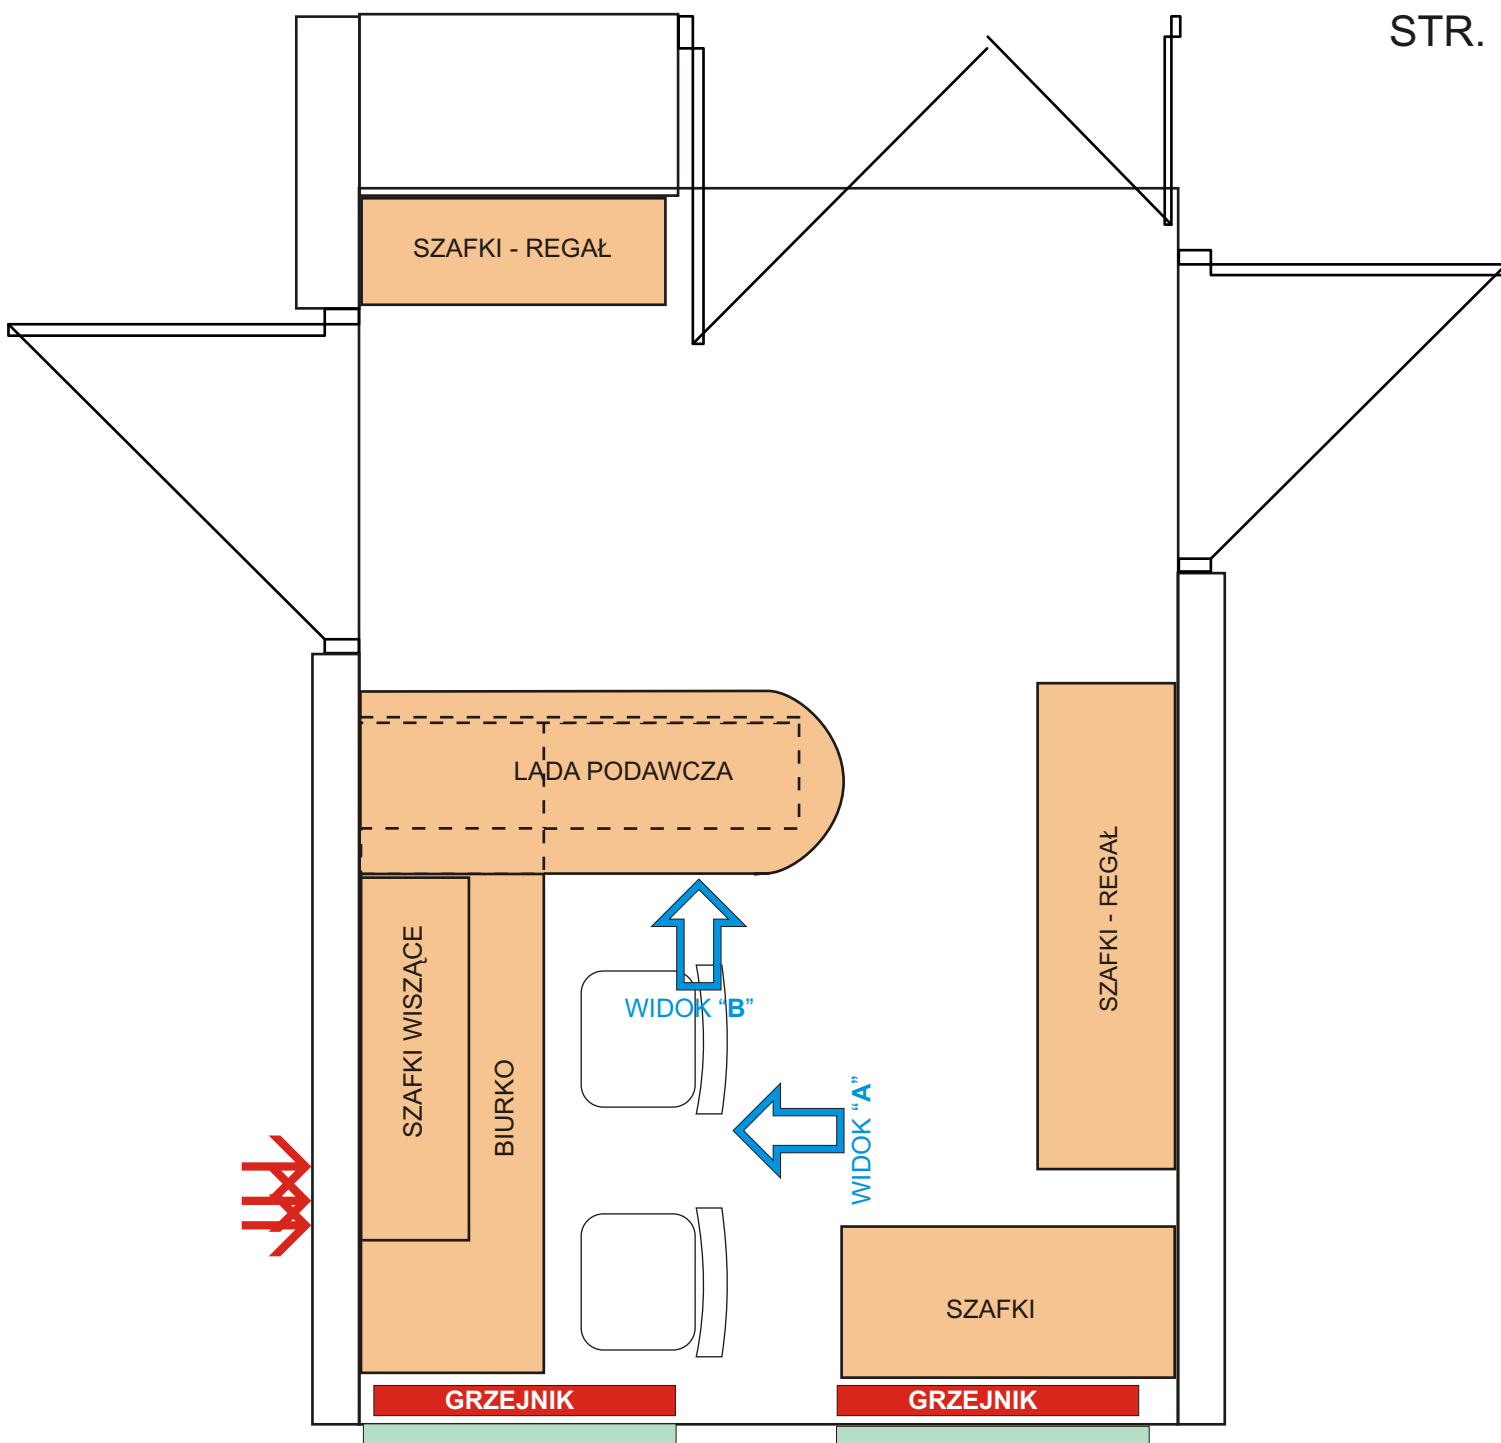 STR.
SZAFKI - REGAŁ
LADA PODAWCZA
SZAFKI WISZĄCE
BIURKO
WIDOK “B”
WIDOK “A”
SZAFKI - REGAŁ
SZAFKI
GRZEJNIK
GRZEJNIK